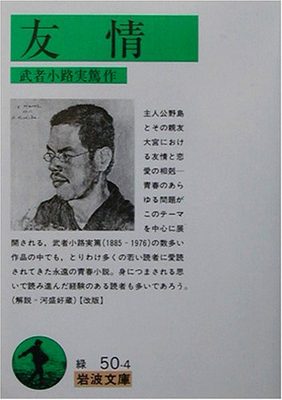 友情
武者小路実篤作
主人公野島
とその親友
大宮におけ
る友情と恋
愛の相剋─
青春のあら
ゆる問題が
このテーマ
を中心に展
開される。武者小路実篤(1885‐1976)の数多い
作品の中でも,とりわけ多くの若い読者に愛読
されてきた永遠の青春小説。身につまされる思
いで読み進んだ経験のある読者も多いであろう。
(解説・河盛好蔵)【改版】
緑 50-4
岩波文庫